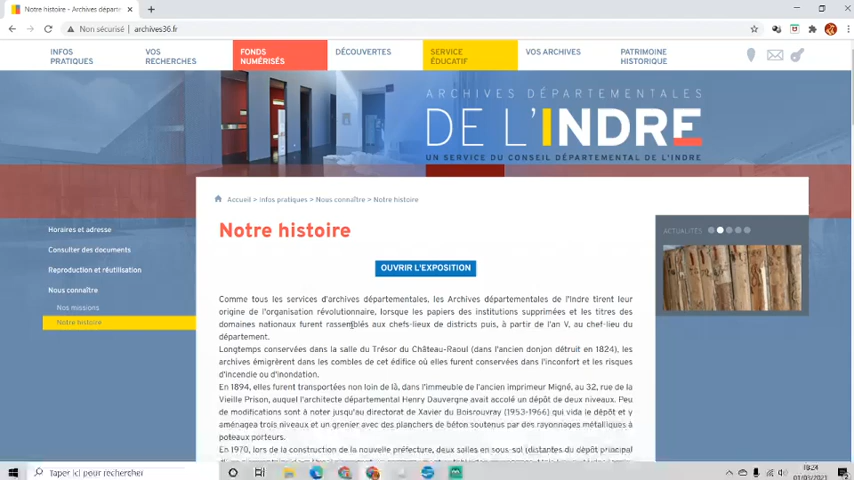 Notre histoire - Archives départ
Non sécurisé | archives36.fr
INFOS
PRATIQUES
VOS
RECHERCHES
FONDS
NUMÉRISÉS
DÉCOUVERTES
SERVICE
ÉDUCATIF
VOS ARCHIVES
PATRIMOINE
HISTORIQUE
ARCHIVES DÉPARTEMENTALES
DE L'INDRE
UN SERVICE DU CONSEIL DÉPARTEMENTAL DE L'INDRE
Accueil > Infos pratiques > Nous connaître > Notre histoire
Horaires et adresse
Consulter des documents
Reproduction et réutilisation
Nous connaître
Nos missions
Notre histoire
Notre histoire
OUVRIR L'EXPOSITION
Comme tous les services d'archives départementales, les Archives départementales de l'Indre tirent leur
origine de l'organisation révolutionnaire, lorsque les papiers des institutions supprimées et les titres des
domaines nationaux furent rassemblés aux chefs-lieux de districts puis, à partir de l'an V, au chef-lieu du
département.
Longtemps conservées dans la salle du Trésor du Château-Raoul (dans l'ancien donjon détruit en 1824), les
archives émigrèrent dans les combles de cet édifice où elles furent conservées dans l'inconfort et les risques
d'incendie ou d'inondation.
En 1894, elles furent transportées non loin de là, dans l'immeuble de l'ancien imprimeur Migné, au 32, rue de la
Vieille Prison, auquel l'architecte départemental Henry Dauvergne avait accolé un dépôt de deux niveaux. Peu
de modifications sont à noter jusqu'au directorat de Xavier du Boisrouvray (1953-1966) qui vida le dépôt et y
aménagea trois niveaux et un grenier avec des planchers de béton soutenus par des rayonnages métalliques à
poteaux porteurs.
En 1970, lors de la construction de la nouvelle préfecture, deux salles en sous-sol (distantes du dépôt principal
ACTUALITÉS
Taper ici pour rechercher
18:24
01/03/2021